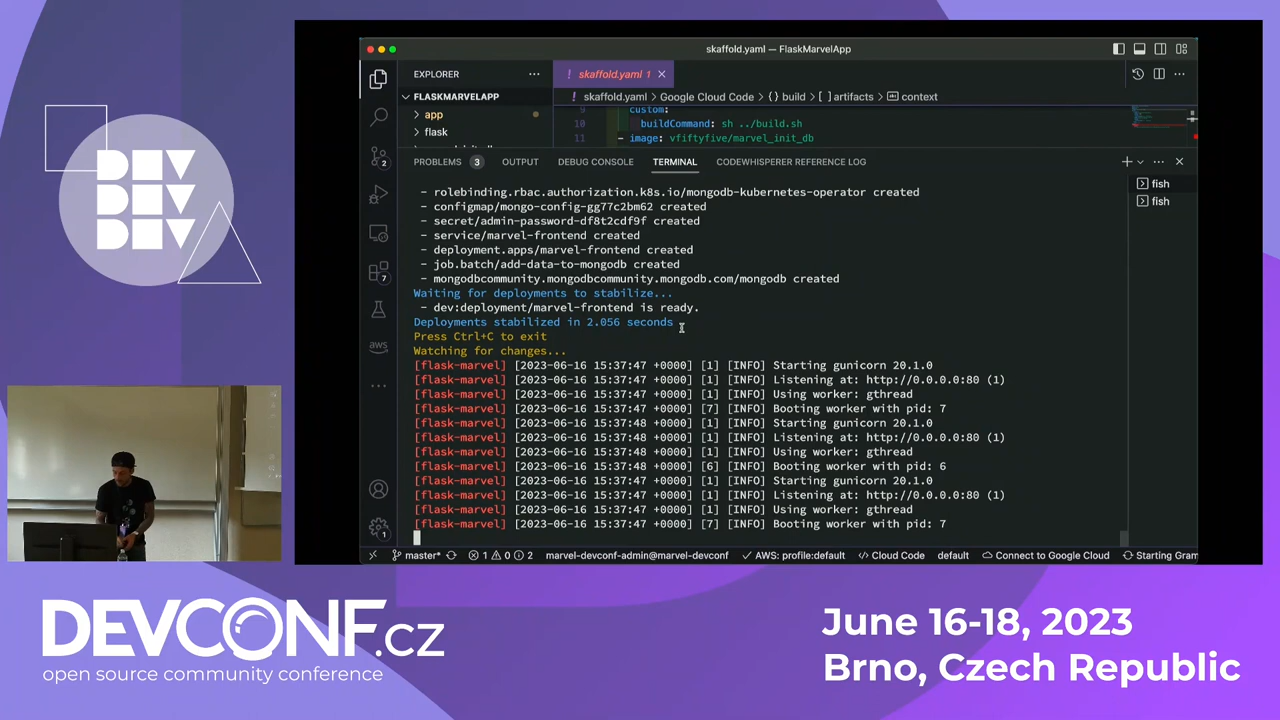 skaffold.yaml — FlaskMarvelApp
EXPLORER
skaffold.yaml 1
FLASKMARVELAPP
skaffold.yaml > Google Cloud Code > {} build > [ ] artifacts > context
app
flask
9 custom:
10 buildCommand: sh ../build.sh
11 - image: vfiftyfive/marvel_init_db
PROBLEMS 3 OUTPUT DEBUG CONSOLE TERMINAL CODEWHISPERER REFERENCE LOG
fish
fish
- rolebinding.rbac.authorization.k8s.io/mongodb-kubernetes-operator created
- configmap/mongo-config-gg77c2bm62 created
- secret/admin-password-df8t2cdf9f created
- service/marvel-frontend created
- deployment.apps/marvel-frontend created
- job.batch/add-data-to-mongodb created
- mongodbcommunity.mongodbcommunity.mongodb.com/mongodb created
Waiting for deployments to stabilize...
- dev:deployment/marvel-frontend is ready.
Deployments stabilized in 2.056 seconds
Press Ctrl+C to exit
Watching for changes...
[flask-marvel] [2023-06-16 15:37:47 +0000] [1] [INFO] Starting gunicorn 20.1.0
[flask-marvel] [2023-06-16 15:37:47 +0000] [1] [INFO] Listening at: http://0.0.0.0:80 (1)
[flask-marvel] [2023-06-16 15:37:47 +0000] [1] [INFO] Using worker: gthread
[flask-marvel] [2023-06-16 15:37:47 +0000] [7] [INFO] Booting worker with pid: 7
[flask-marvel] [2023-06-16 15:37:48 +0000] [1] [INFO] Starting gunicorn 20.1.0
[flask-marvel] [2023-06-16 15:37:48 +0000] [1] [INFO] Listening at: http://0.0.0.0:80 (1)
[flask-marvel] [2023-06-16 15:37:48 +0000] [1] [INFO] Using worker: gthread
[flask-marvel] [2023-06-16 15:37:48 +0000] [6] [INFO] Booting worker with pid: 6
[flask-marvel] [2023-06-16 15:37:47 +0000] [1] [INFO] Starting gunicorn 20.1.0
[flask-marvel] [2023-06-16 15:37:47 +0000] [1] [INFO] Listening at: http://0.0.0.0:80 (1)
[flask-marvel] [2023-06-16 15:37:47 +0000] [1] [INFO] Using worker: gthread
[flask-marvel] [2023-06-16 15:37:47 +0000] [7] [INFO] Booting worker with pid: 7
2
7
aws
1
master* 1 0 2 marvel-devconf-admin@marvel-devconf AWS: profile:default Cloud Code default Connect to Google Cloud Starting Gram
DEV
DEV
DEV
DEVCONF.cz
open source community conference
June 16-18, 2023
Brno, Czech Republic